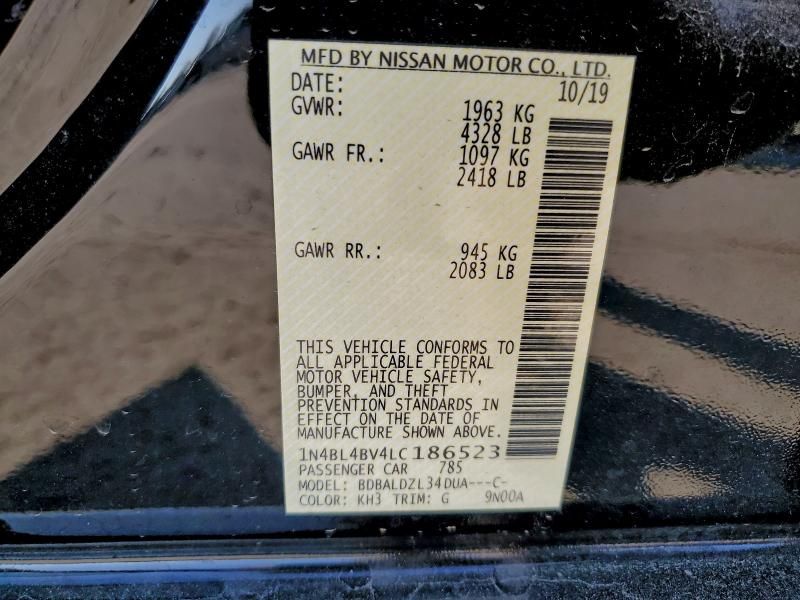 MFD BY NISSAN MOTOR CO., LTD.
DATE: 10/19
GVWR: 1963 KG
4328 LB
GAWR FR.: 1097 KG
2418 LB
GAWR RR.: 945 KG
2083 LB
THIS VEHICLE CONFORMS TO
ALL APPLICABLE FEDERAL
MOTOR VEHICLE SAFETY,
BUMPER, AND THEFT
PREVENTION STANDARDS IN
EFFECT ON THE DATE OF
MANUFACTURE SHOWN ABOVE.
1N4BL4BV4LC186523
PASSENGER CAR 785
MODEL: BDBALDZL34DUA---C-
COLOR: KH3 TRIM: G 9N00A